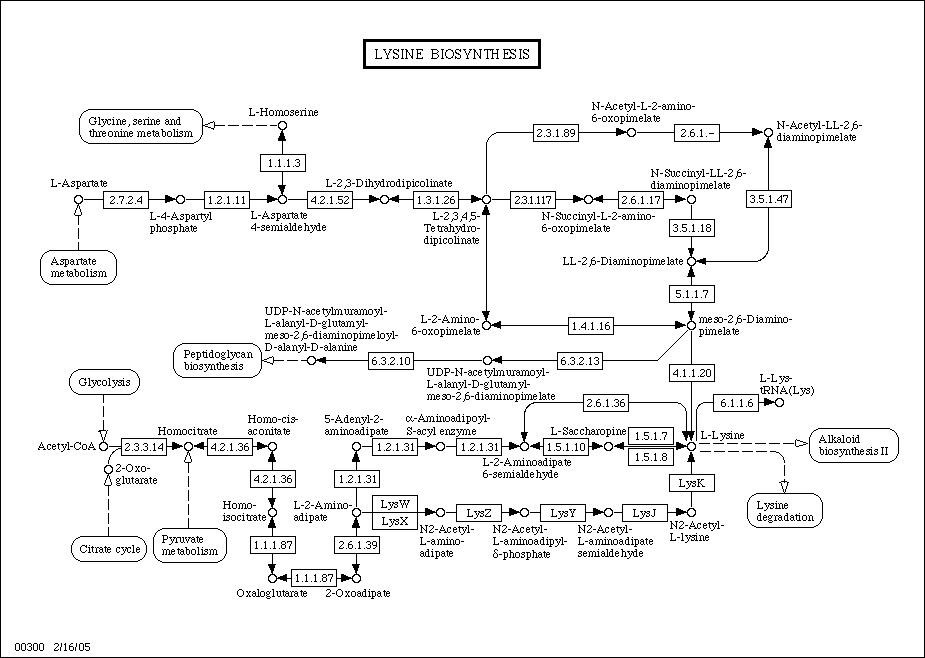 LYSINE BIOSYNTHESIS
Glycine, serine and
threonine metabolism
L-Homoserine
1.1.1.3
N-Acetyl-L-2-amino-
6-oxopimelate
2.3.1.89
2.6.1.-
N-Acetyl-LL-2,6-
diaminopimelate
L-Aspartate
2.7.2.4
L-4-Aspartyl
phosphate
1.2.1.11
L-Aspartate
4-semialdehyde
4.2.1.52
L-2,3-Dihydrodipicolinate
1.3.1.26
L-2,3,4,5-
Tetrahydro-
dipicolinate
2.3.1.117
N-Succinyl-L-2-amino-
6-oxopimelate
2.6.1.17
N-Succinyl-LL-2,6-
diaminopimelate
3.5.1.47
3.5.1.18
Aspartate
metabolism
LL-2,6-Diaminopimelate
5.1.1.7
L-2-Amino-
6-oxopimelate
1.4.1.16
meso-2,6-Diamino-
pimelate
UDP-N-acetylmuramoyl-
L-alanyl-D-glutamyl-
meso-2,6-diaminopimeloyl-
D-alanyl-D-alanine
Peptidoglycan
biosynthesis
6.3.2.10
6.3.2.13
UDP-N-acetylmuramoyl-
L-alanyl-D-glutamyl-
meso-2,6-diaminopimelate
4.1.1.20
Glycolysis
L-Lys-
tRNA(Lys)
6.1.1.6
2.6.1.36
Acetyl-CoA
2.3.3.14
Homocitrate
4.2.1.36
Homo-cis-
aconitate
5-Adenyl-2-
aminoadipate
1.2.1.31
α-Aminoadipoyl-
S-acyl enzyme
1.2.1.31
L-2-Aminoadipate
6-semialdehyde
1.5.1.10
L-Saccharopine
1.5.1.7
1.5.1.8
L-Lysine
Alkaloid
biosynthesis II
2-Oxo-
glutarate
4.2.1.36
1.2.1.31
LysK
Lysine
degradation
Homo-
isocitrate
L-2-Amino-
adipate
LysW
LysX
LysZ
LysY
LysJ
N2-Acetyl-
L-amino-
adipate
N2-Acetyl-
L-aminoadipyl-
δ-phosphate
N2-Acetyl-
L-aminoadipate
semialdehyde
N2-Acetyl-
L-lysine
Citrate cycle
Pyruvate
metabolism
1.1.1.87
2.6.1.39
1.1.1.87
Oxaloglutarate
2-Oxoadipate
00300 2/16/05